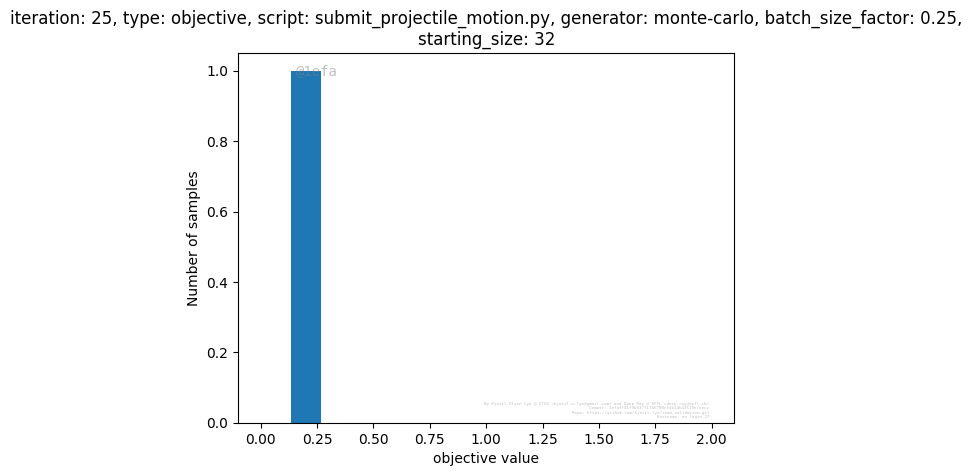 iteration: 25, type: objective, script: submit_projectile_motion.py, generator: monte-carlo, batch_size_factor: 0.25,
starting_size: 32
@1efa
1.0
0.8
0.6
0.4
0.2
0.0
Number of samples
0.00 0.25 0.50 0.75 1.00 1.25 1.50 1.75 2.00
objective value